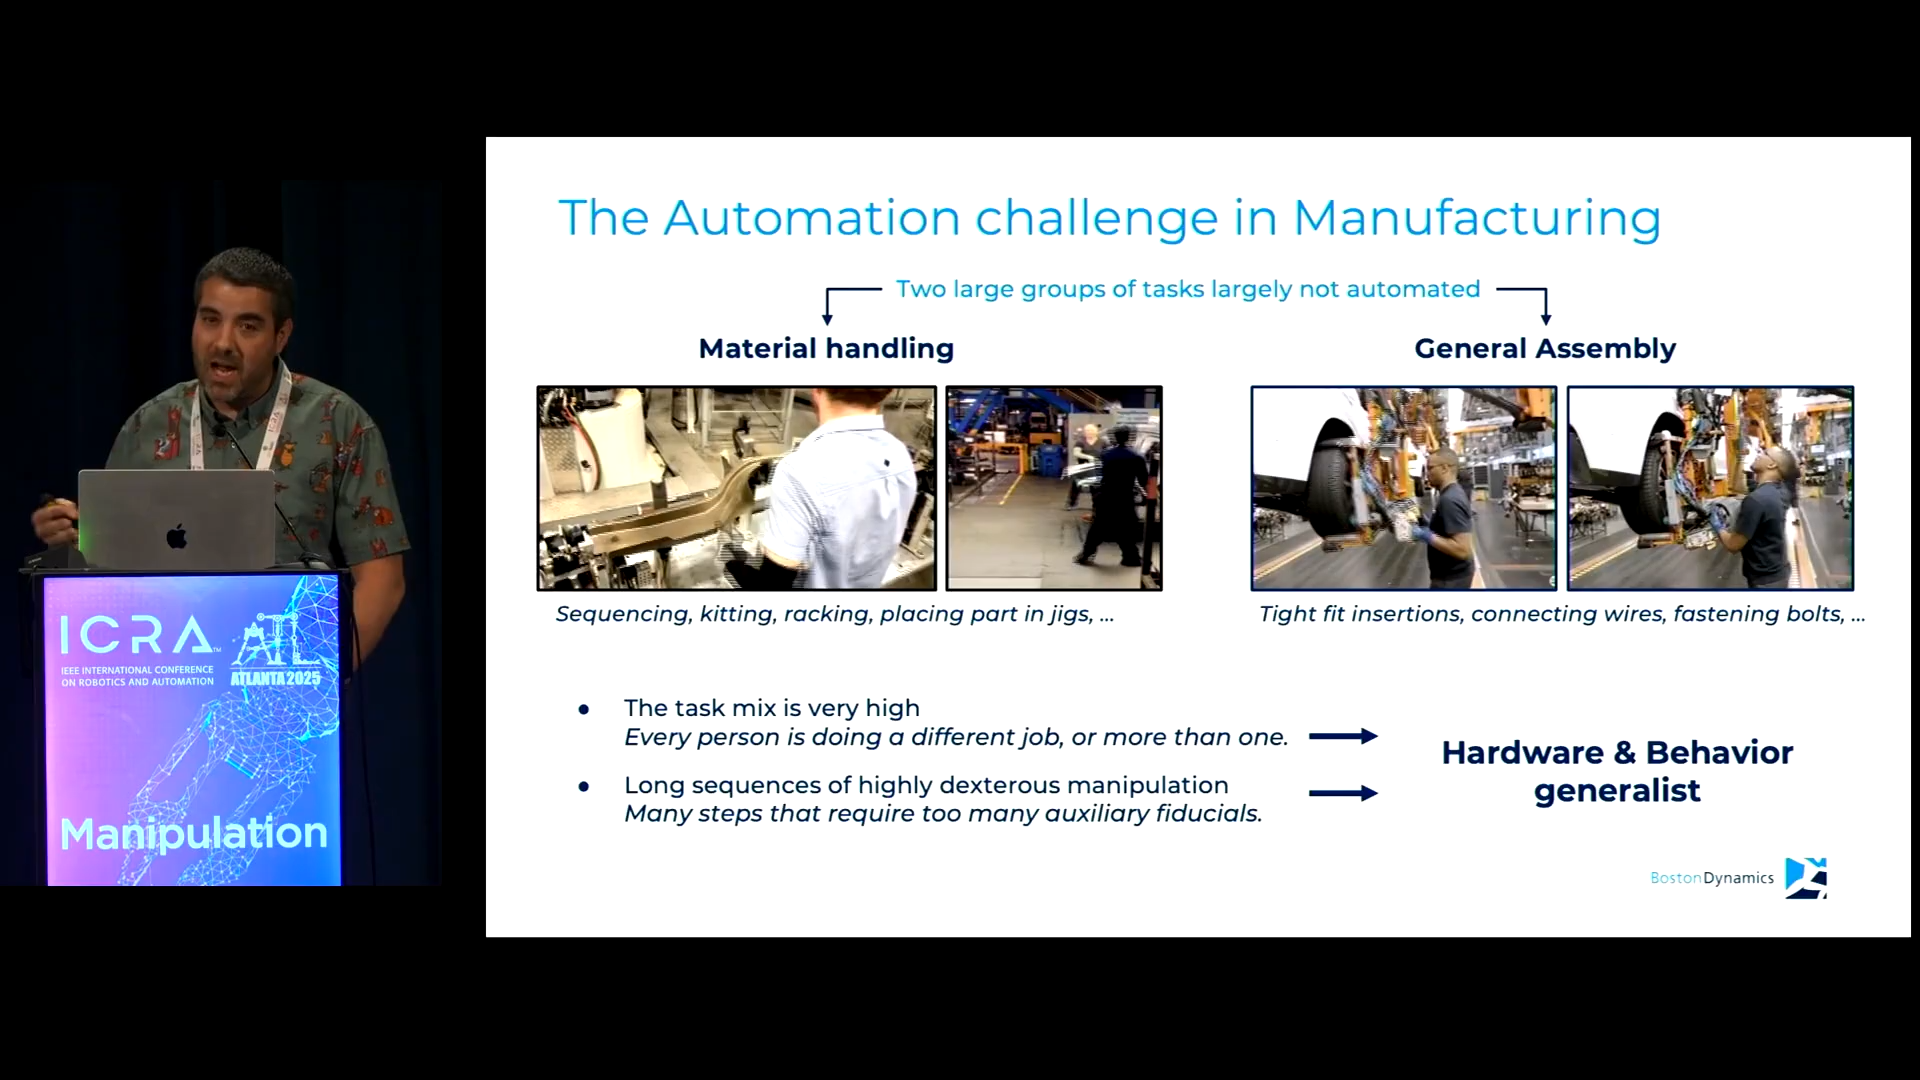 The Automation challenge in Manufacturing
Two large groups of tasks largely not automated
Material handling
General Assembly
Sequencing, kitting, racking, placing part in jigs, ...
Tight fit insertions, connecting wires, fastening bolts, ...
● The task mix is very high
Every person is doing a different job, or more than one.
● Long sequences of highly dexterous manipulation
Many steps that require too many auxiliary fiducials.
Hardware & Behavior
generalist
BostonDynamics
ICRA™
IEEE INTERNATIONAL CONFERENCE
ON ROBOTICS AND AUTOMATION
ATL
ATLANTA 2025
Manipulation